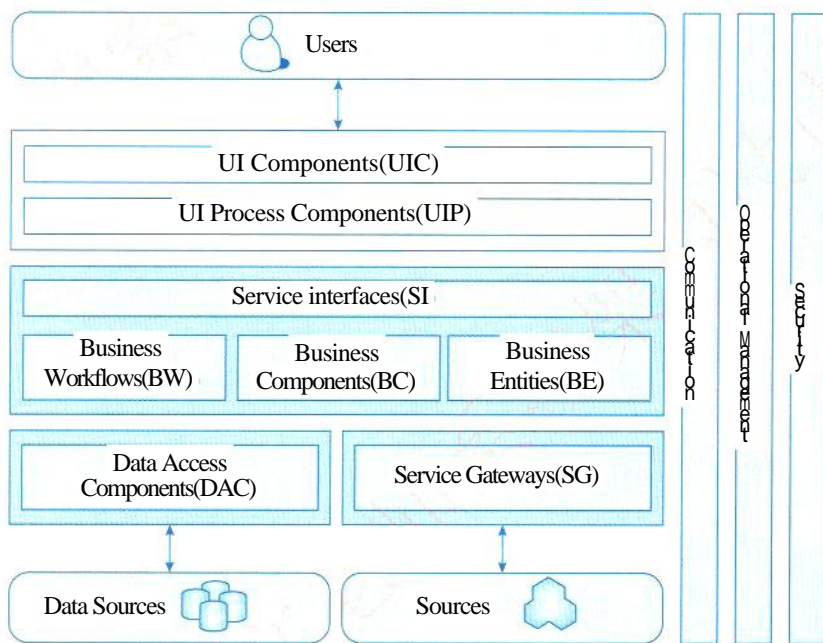 Users
UI Components(UIC)
UI Process Components(UIP)
Service interfaces(SI
Business
Workflows(BW)
Business
Components(BC)
Business
Entities(BE)
Data Access
Components(DAC)
Service Gateways(SG)
Data Sources
Sources
Communication
Operational Management
Security